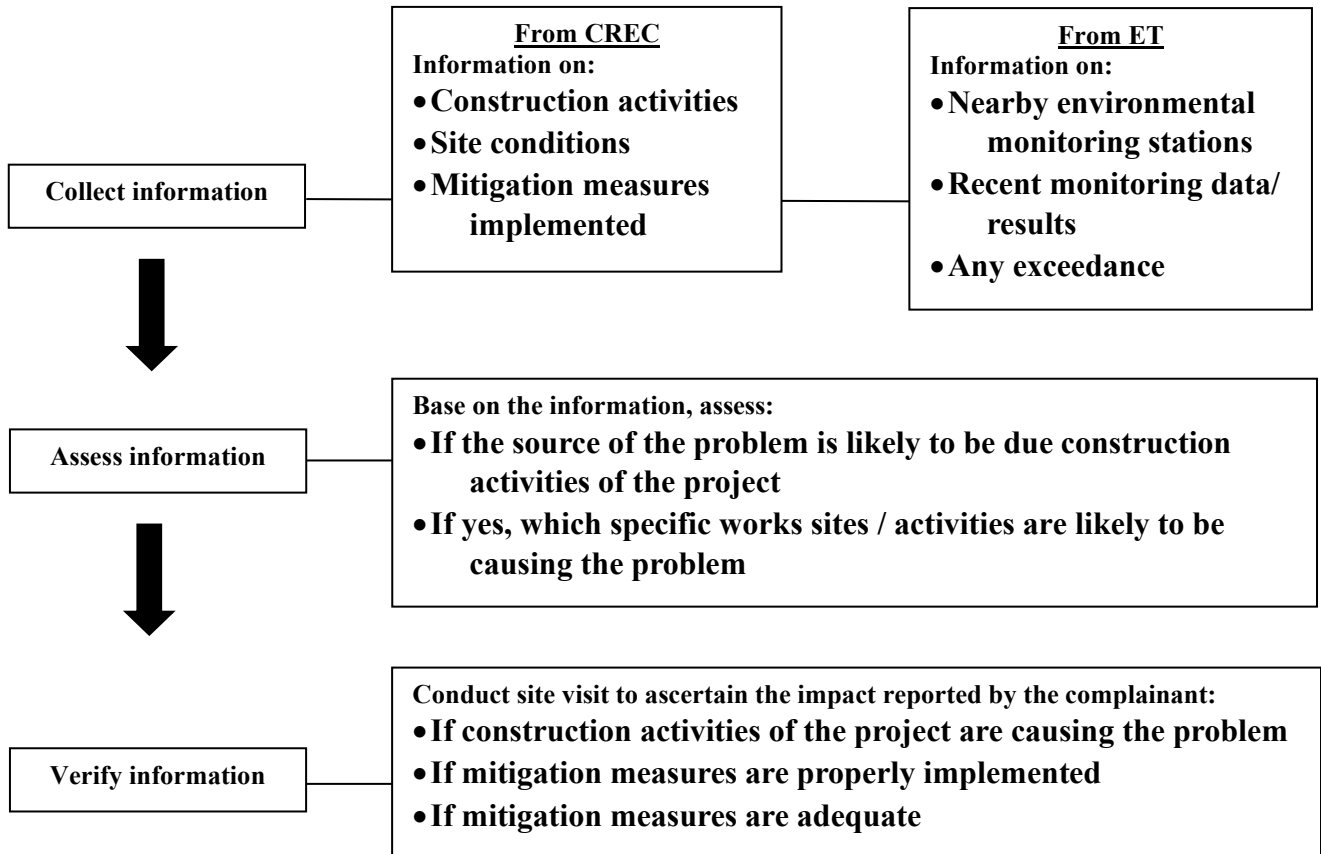 From CREC
Information on:
•Construction activities
•Site conditions
•Mitigation measures
implemented
From ET
Information on:
•Nearby environmental
monitoring stations
•Recent monitoring data/
results
•Any exceedance
Collect information
Base on the information, assess:
•If the source of the problem is likely to be due construction
activities of the project
•If yes, which specific works sites / activities are likely to be
causing the problem
Assess information
Conduct site visit to ascertain the impact reported by the complainant:
•If construction activities of the project are causing the problem
•If mitigation measures are properly implemented
•If mitigation measures are adequate
Verify information